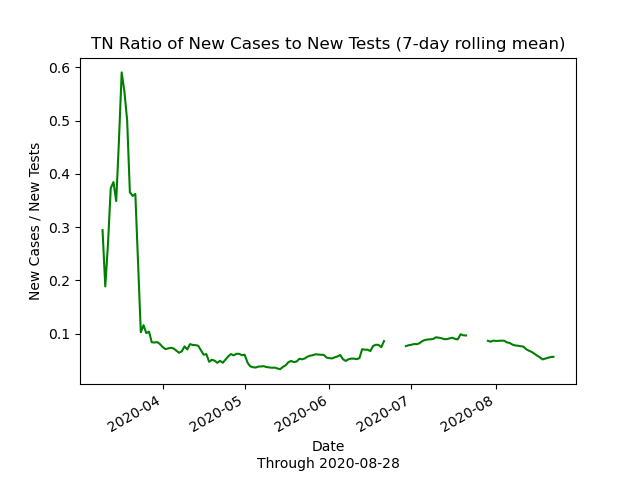 TN Ratio of New Cases to New Tests (7-day rolling mean)
0.6
0.5
0.4
0.3
0.2
0.1
New Cases / New Tests
2020-04
2020-05
2020-06
2020-07
2020-08
Date
Through 2020-08-28